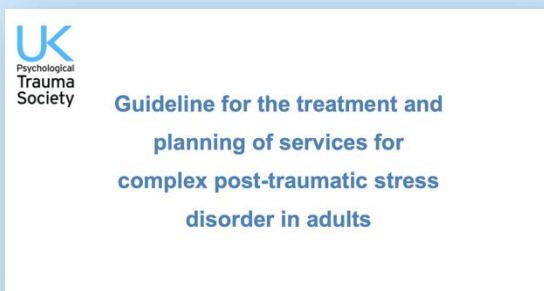 UK
Psychological
Trauma
Society
Guideline for the treatment and
planning of services for
complex post-traumatic stress
disorder in adults